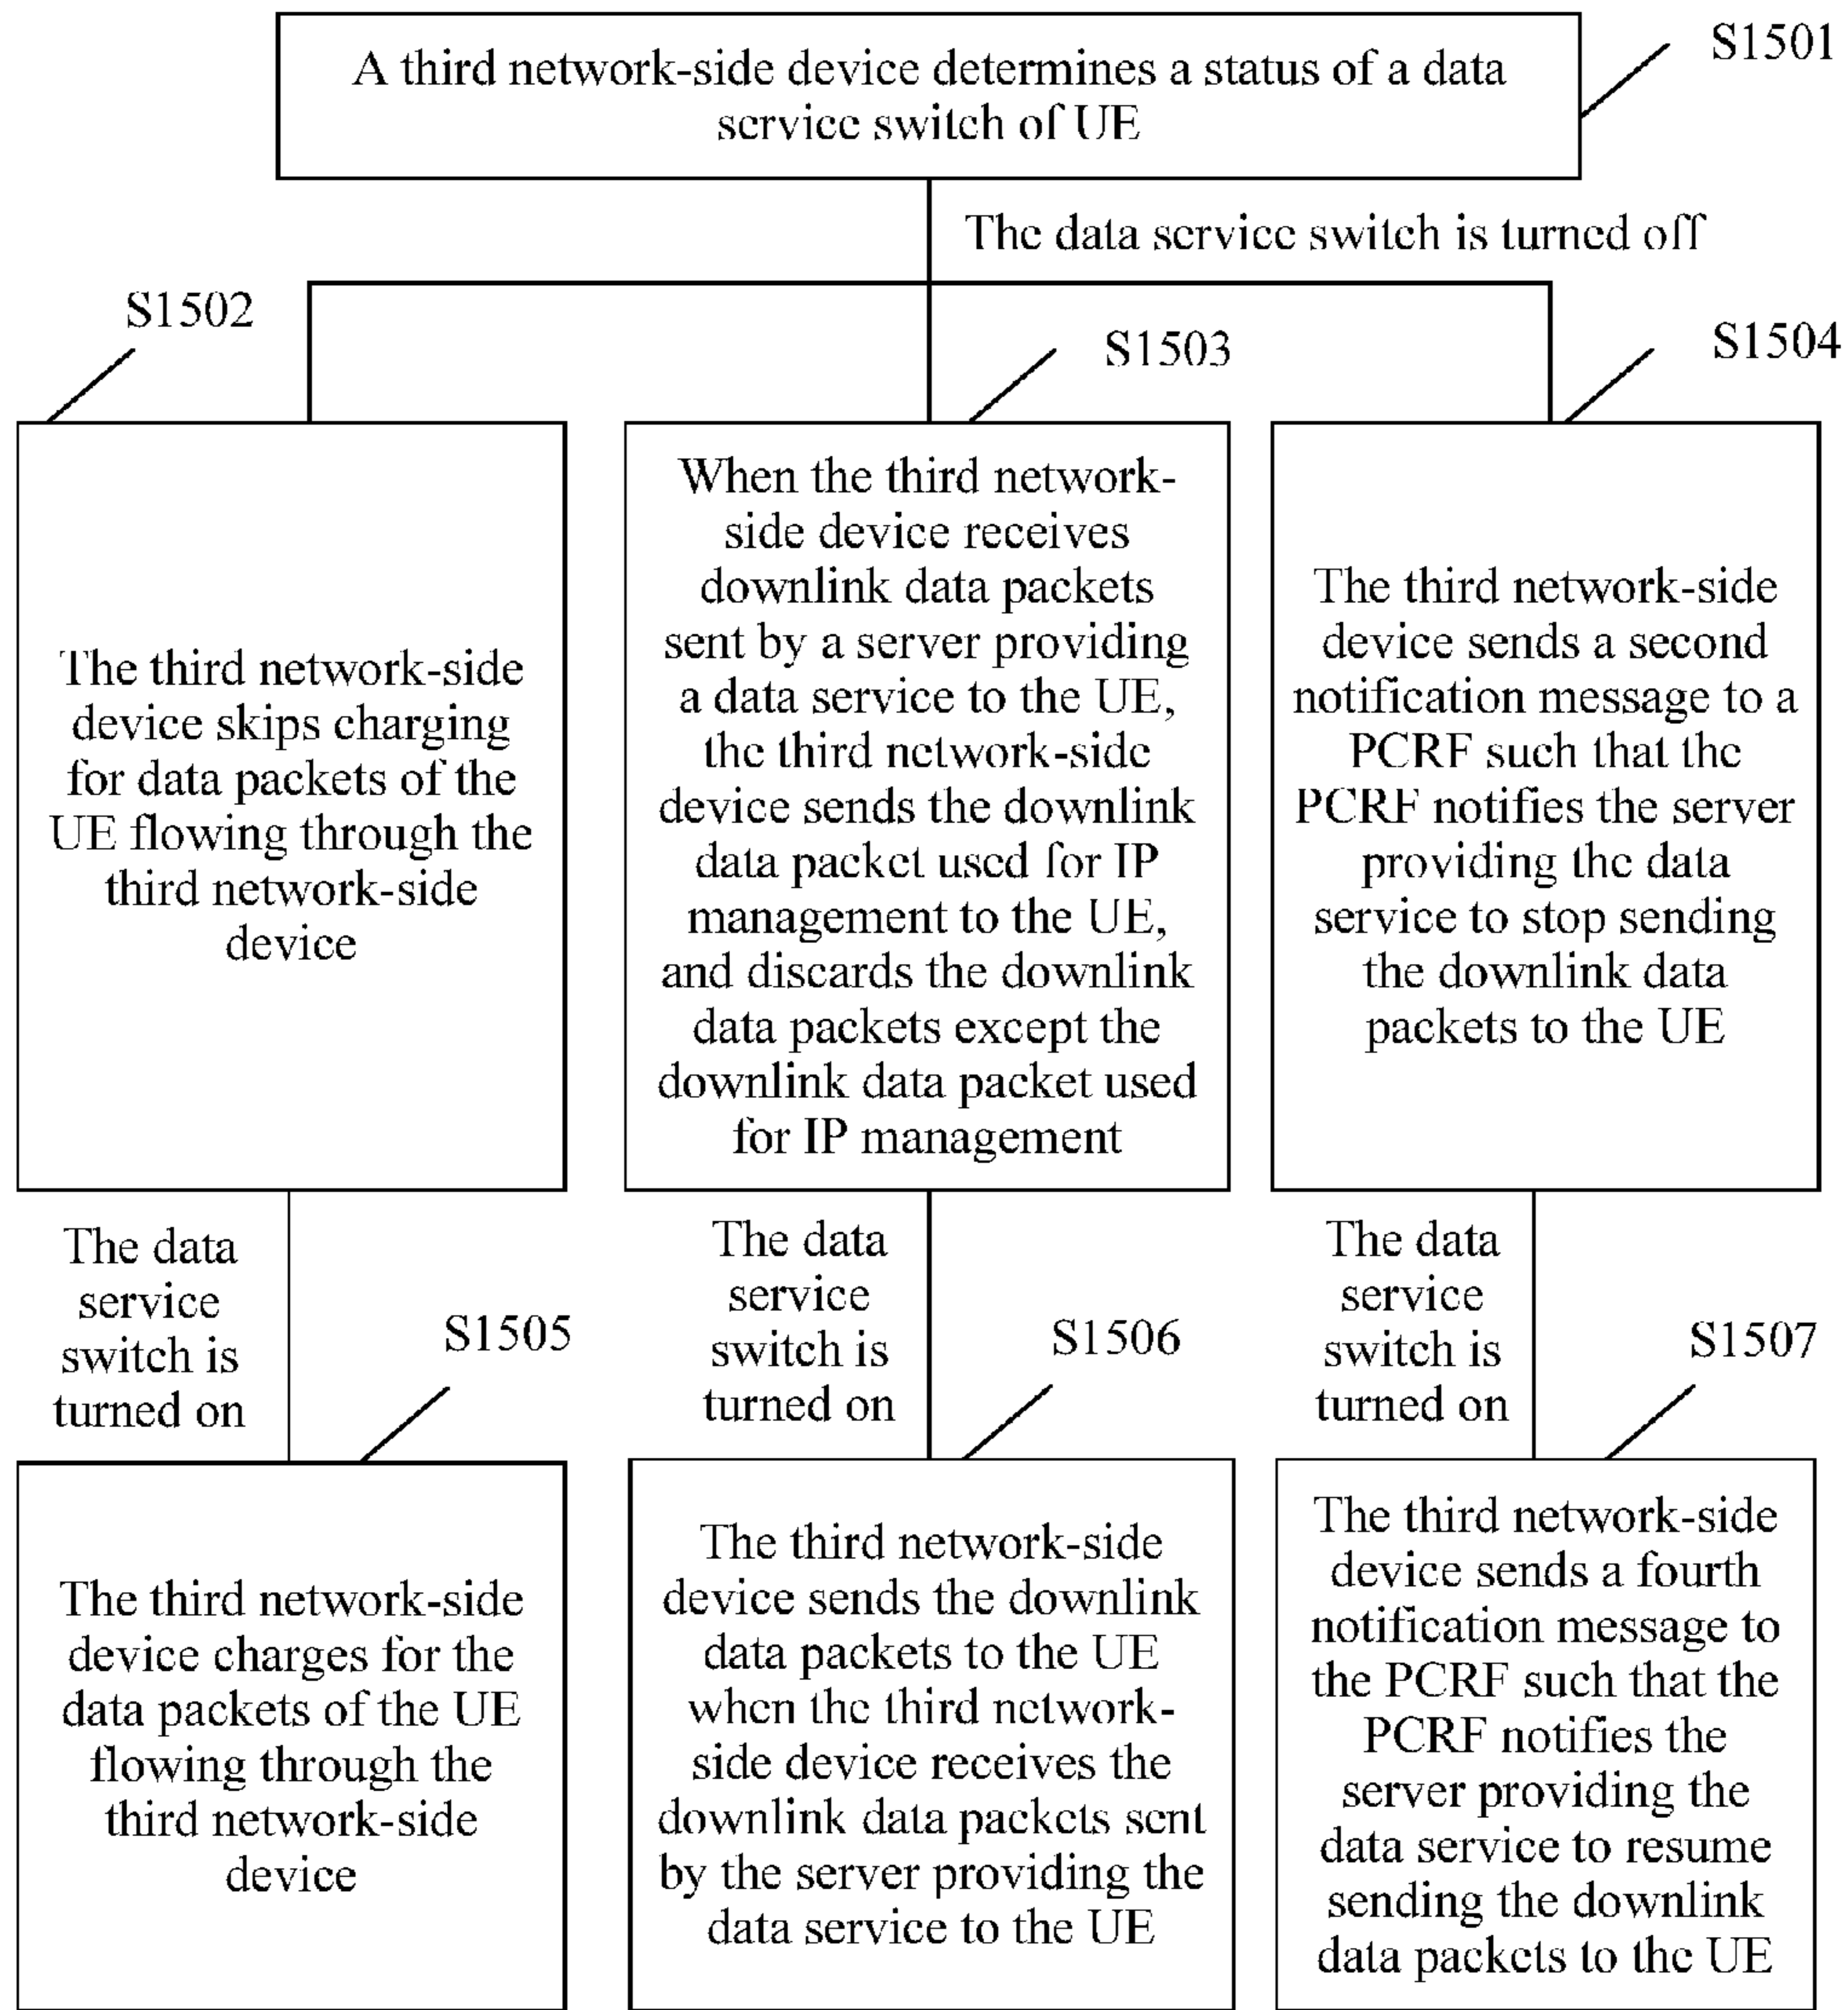 A third network-side device determines a status of a data
service switch of UE
S1501
The data service switch is turned off
S1502
S1503
S1504
The third network-side
device skips charging
for data packets of the
UE flowing through the
third network-side
device
When the third network-
side device receives
downlink data packets
sent by a server providing
a data service to the UE,
the third network-side
device sends the downlink
data packet used for IP
management to the UE,
and discards the downlink
data packets except the
downlink data packet used
for IP management
The third network-side
device sends a second
notification message to a
PCRF such that the
PCRF notifies the server
providing the data
service to stop sending
the downlink data
packets to the UE
The data
service
switch is
turned on
S1505
The data
service
switch is
turned on
S1506
The data
service
switch is
turned on
S1507
The third network-side
device charges for the
data packets of the UE
flowing through the
third network-side
device
The third network-side
device sends the downlink
data packets to the UE
when the third network-
side device receives the
downlink data packets sent
by the server providing the
data service to the UE
The third network-side
device sends a fourth
notification message to
the PCRF such that the
PCRF notifies the
server providing the
data service to resume
sending the downlink
data packets to the UE